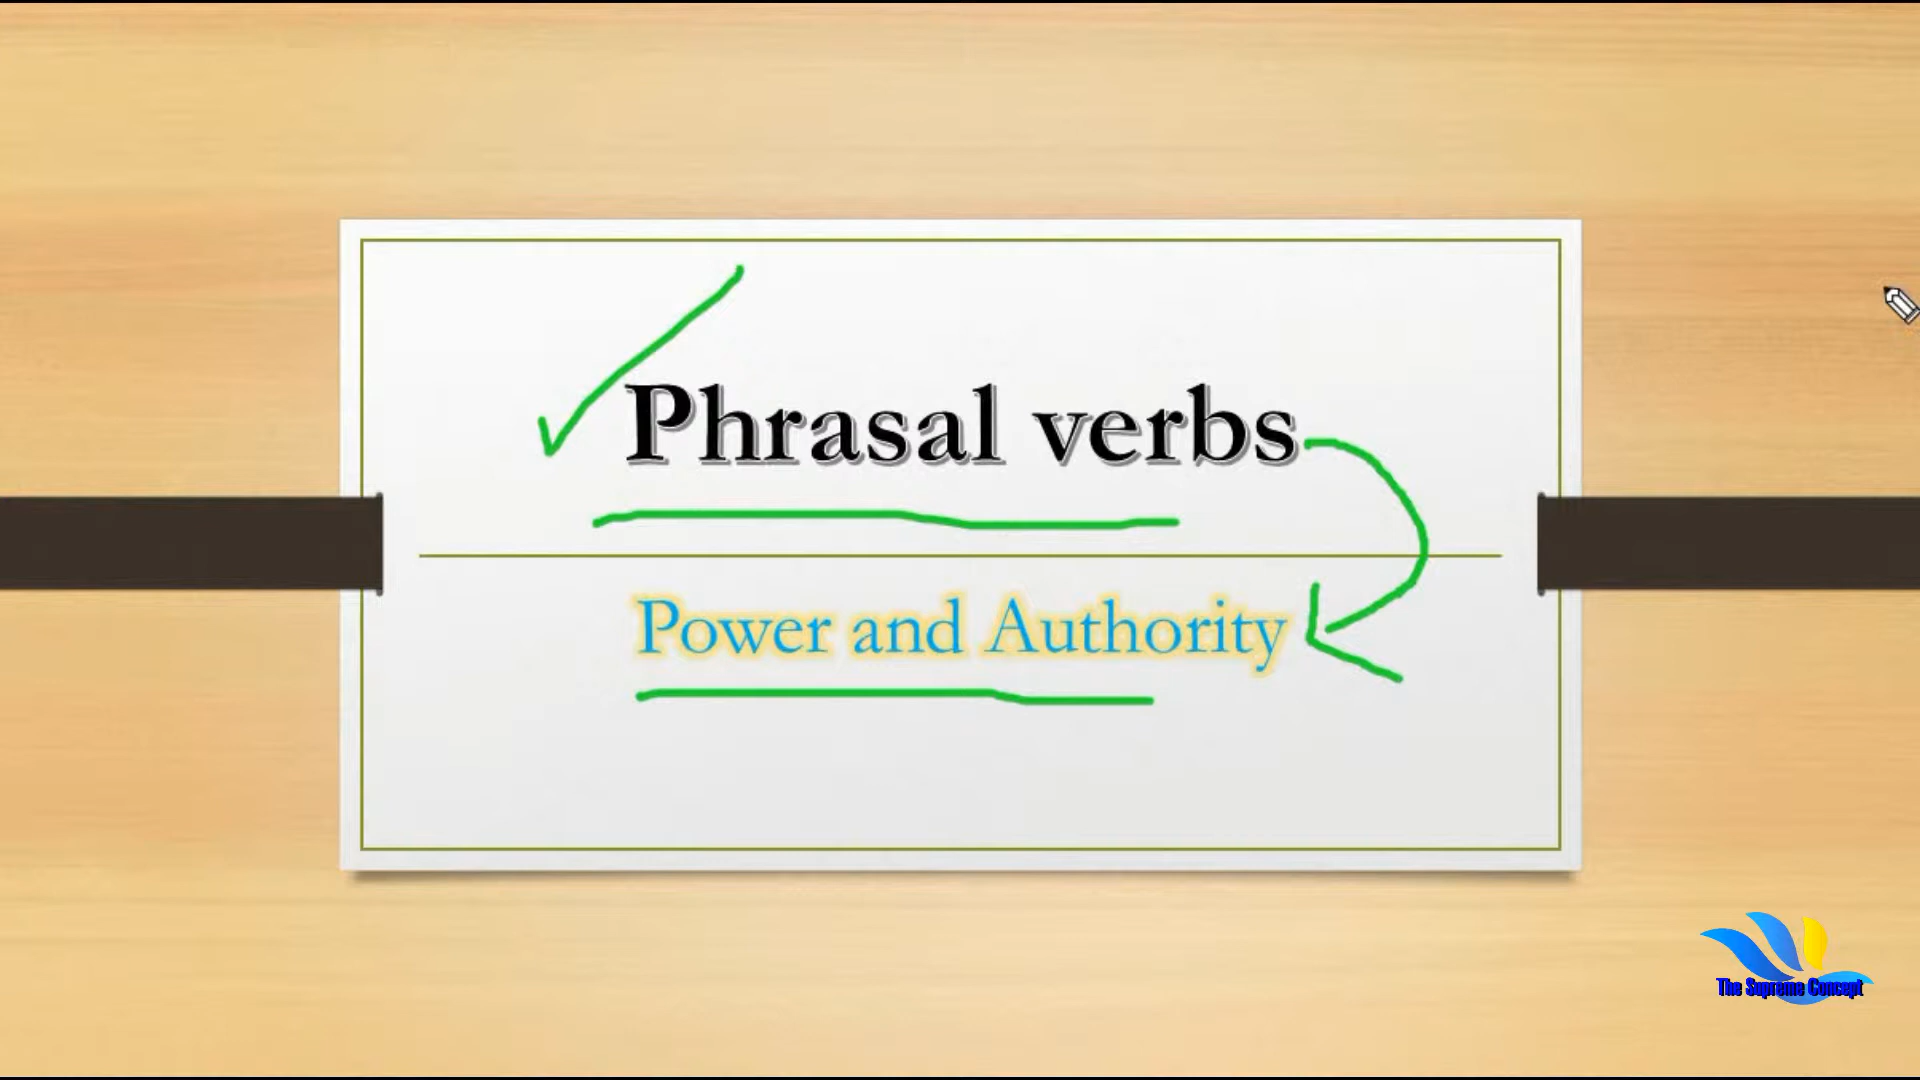 Phrasal verbs
Power and Authority
The Supreme Concept